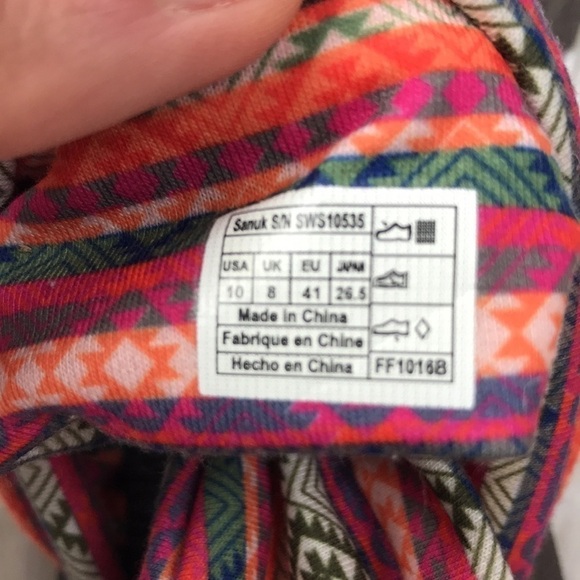 Sanuk S/N SWS10535
USA UK EU JAPAN
10 8 41 26.5
Made in China
Fabrique en Chine
Hecho en China FF1016B